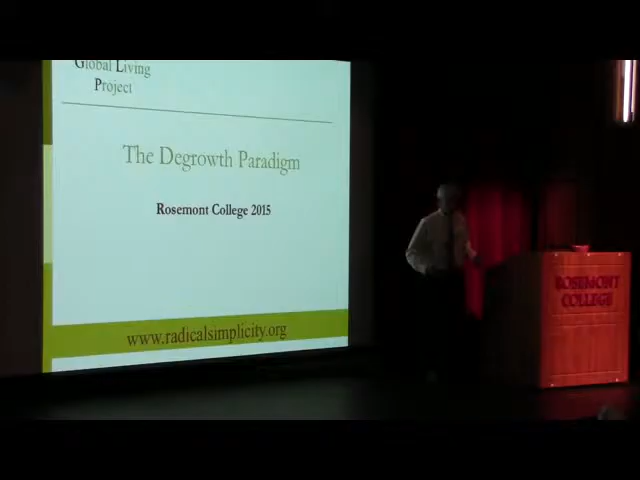 Global Living
Project
The Degrowth Paradigm
Rosemont College 2015
www.radicalsimplicity.org
ROSEMONT
COLLEGE